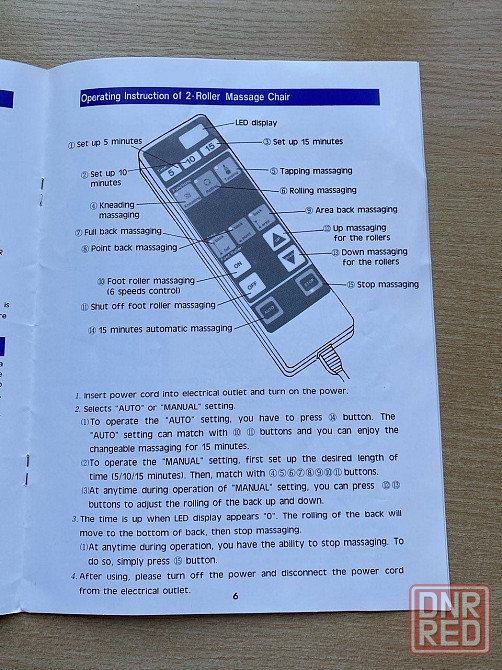 Operating Instruction of 2-Roller Massage Chair
LED display
① Set up 5 minutes
③ Set up 15 minutes
② Set up 10
minutes
⑤ Tapping massaging
⑥ Rolling massaging
④ Kneading
massaging
⑨ Area back massaging
⑦ Full back massaging
⑫ Up massaging
for the rollers
⑧ Point back massaging
⑬ Down massaging
for the rollers
⑩ Foot roller massaging
(6 speeds control)
⑮ Stop massaging
⑪ Shut off foot roller massaging
⑭ 15 minutes automatic massaging
5 10 15
ON
OFF
AUTO
1. Insert power cord into electrical outlet and turn on the power.
2. Selects "AUTO" or "MANUAL" setting.
(1)To operate the "AUTO" setting, you have to press ⑭ button. The
"AUTO" setting can match with ⑩ ⑪ buttons and you can enjoy the
changeable massaging for 15 minutes.
(2)To operate the "MANUAL" setting, first set up the desired length of
time (5/10/15 minutes). Then, match with ④⑤⑥⑦⑧⑨⑩⑪ buttons.
(3)At anytime during operation of "MANUAL" setting, you can press ⑫ ⑬
buttons to adjust the rolling of the back up and down.
3. The time is up when LED display appears "0". The rolling of the back will
move to the bottom of back, then stop massaging.
(1)At anytime during operation, you have the ability to stop massaging. To
do so, simply press ⑮ button.
4. After using, please turn off the power and disconnect the power cord
from the electrical outlet.
6
is
re
DNR
RED